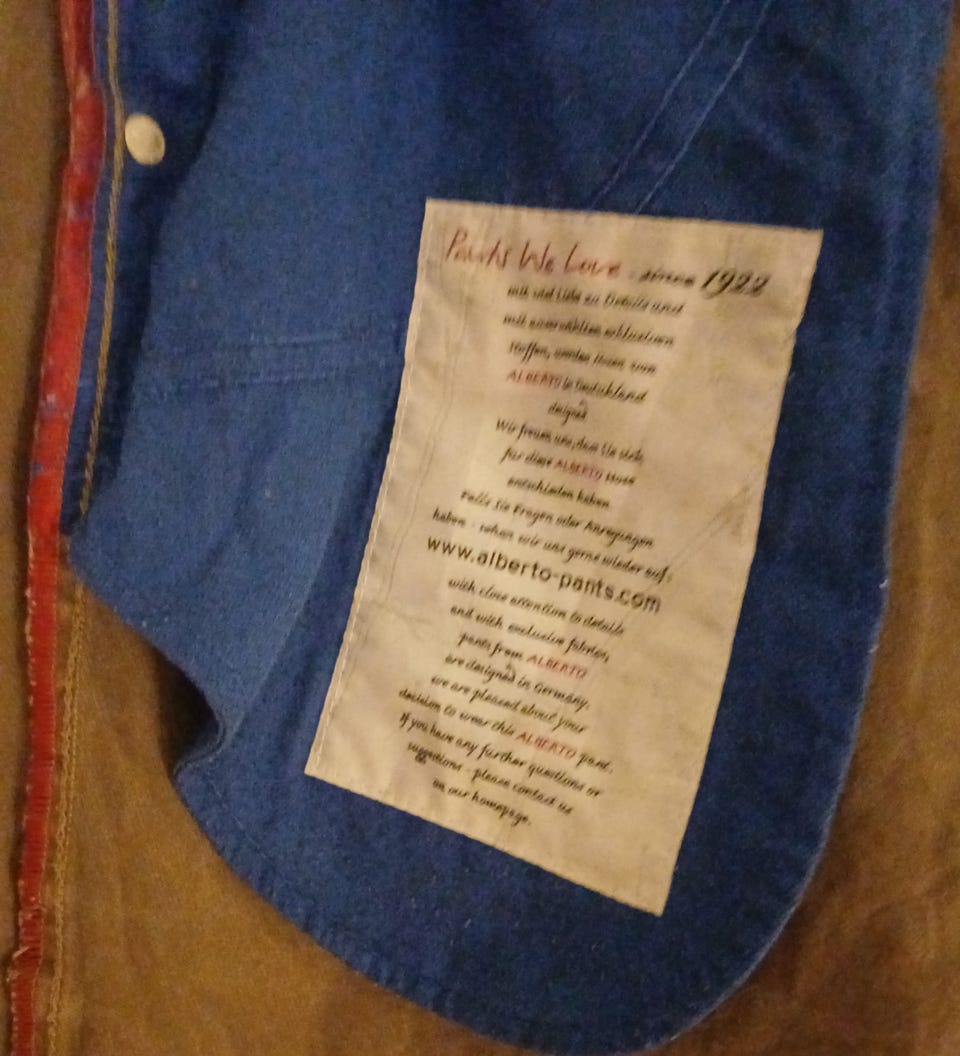 Pants We Love - since 1922
mit viel Liebe zu Details und
mit auserwählten exklusiven
Stoffen, werden Hosen von
ALBERTO in Deutschland
deigned
Wir freuen uns, dass Sie sich
für diese ALBERTO Hose
entschieden haben
Falls Sie Fragen oder Anregungen
haben - sehen wir uns gerne wieder auf:
www.alberto-pants.com
with close attention to details
and with exclusive fabrics,
pants from ALBERTO
are designed in Germany.
we are pleased about your
decision to wear this ALBERTO pant.
If you have any further questions or
suggestions - please contact us
on our homepage.